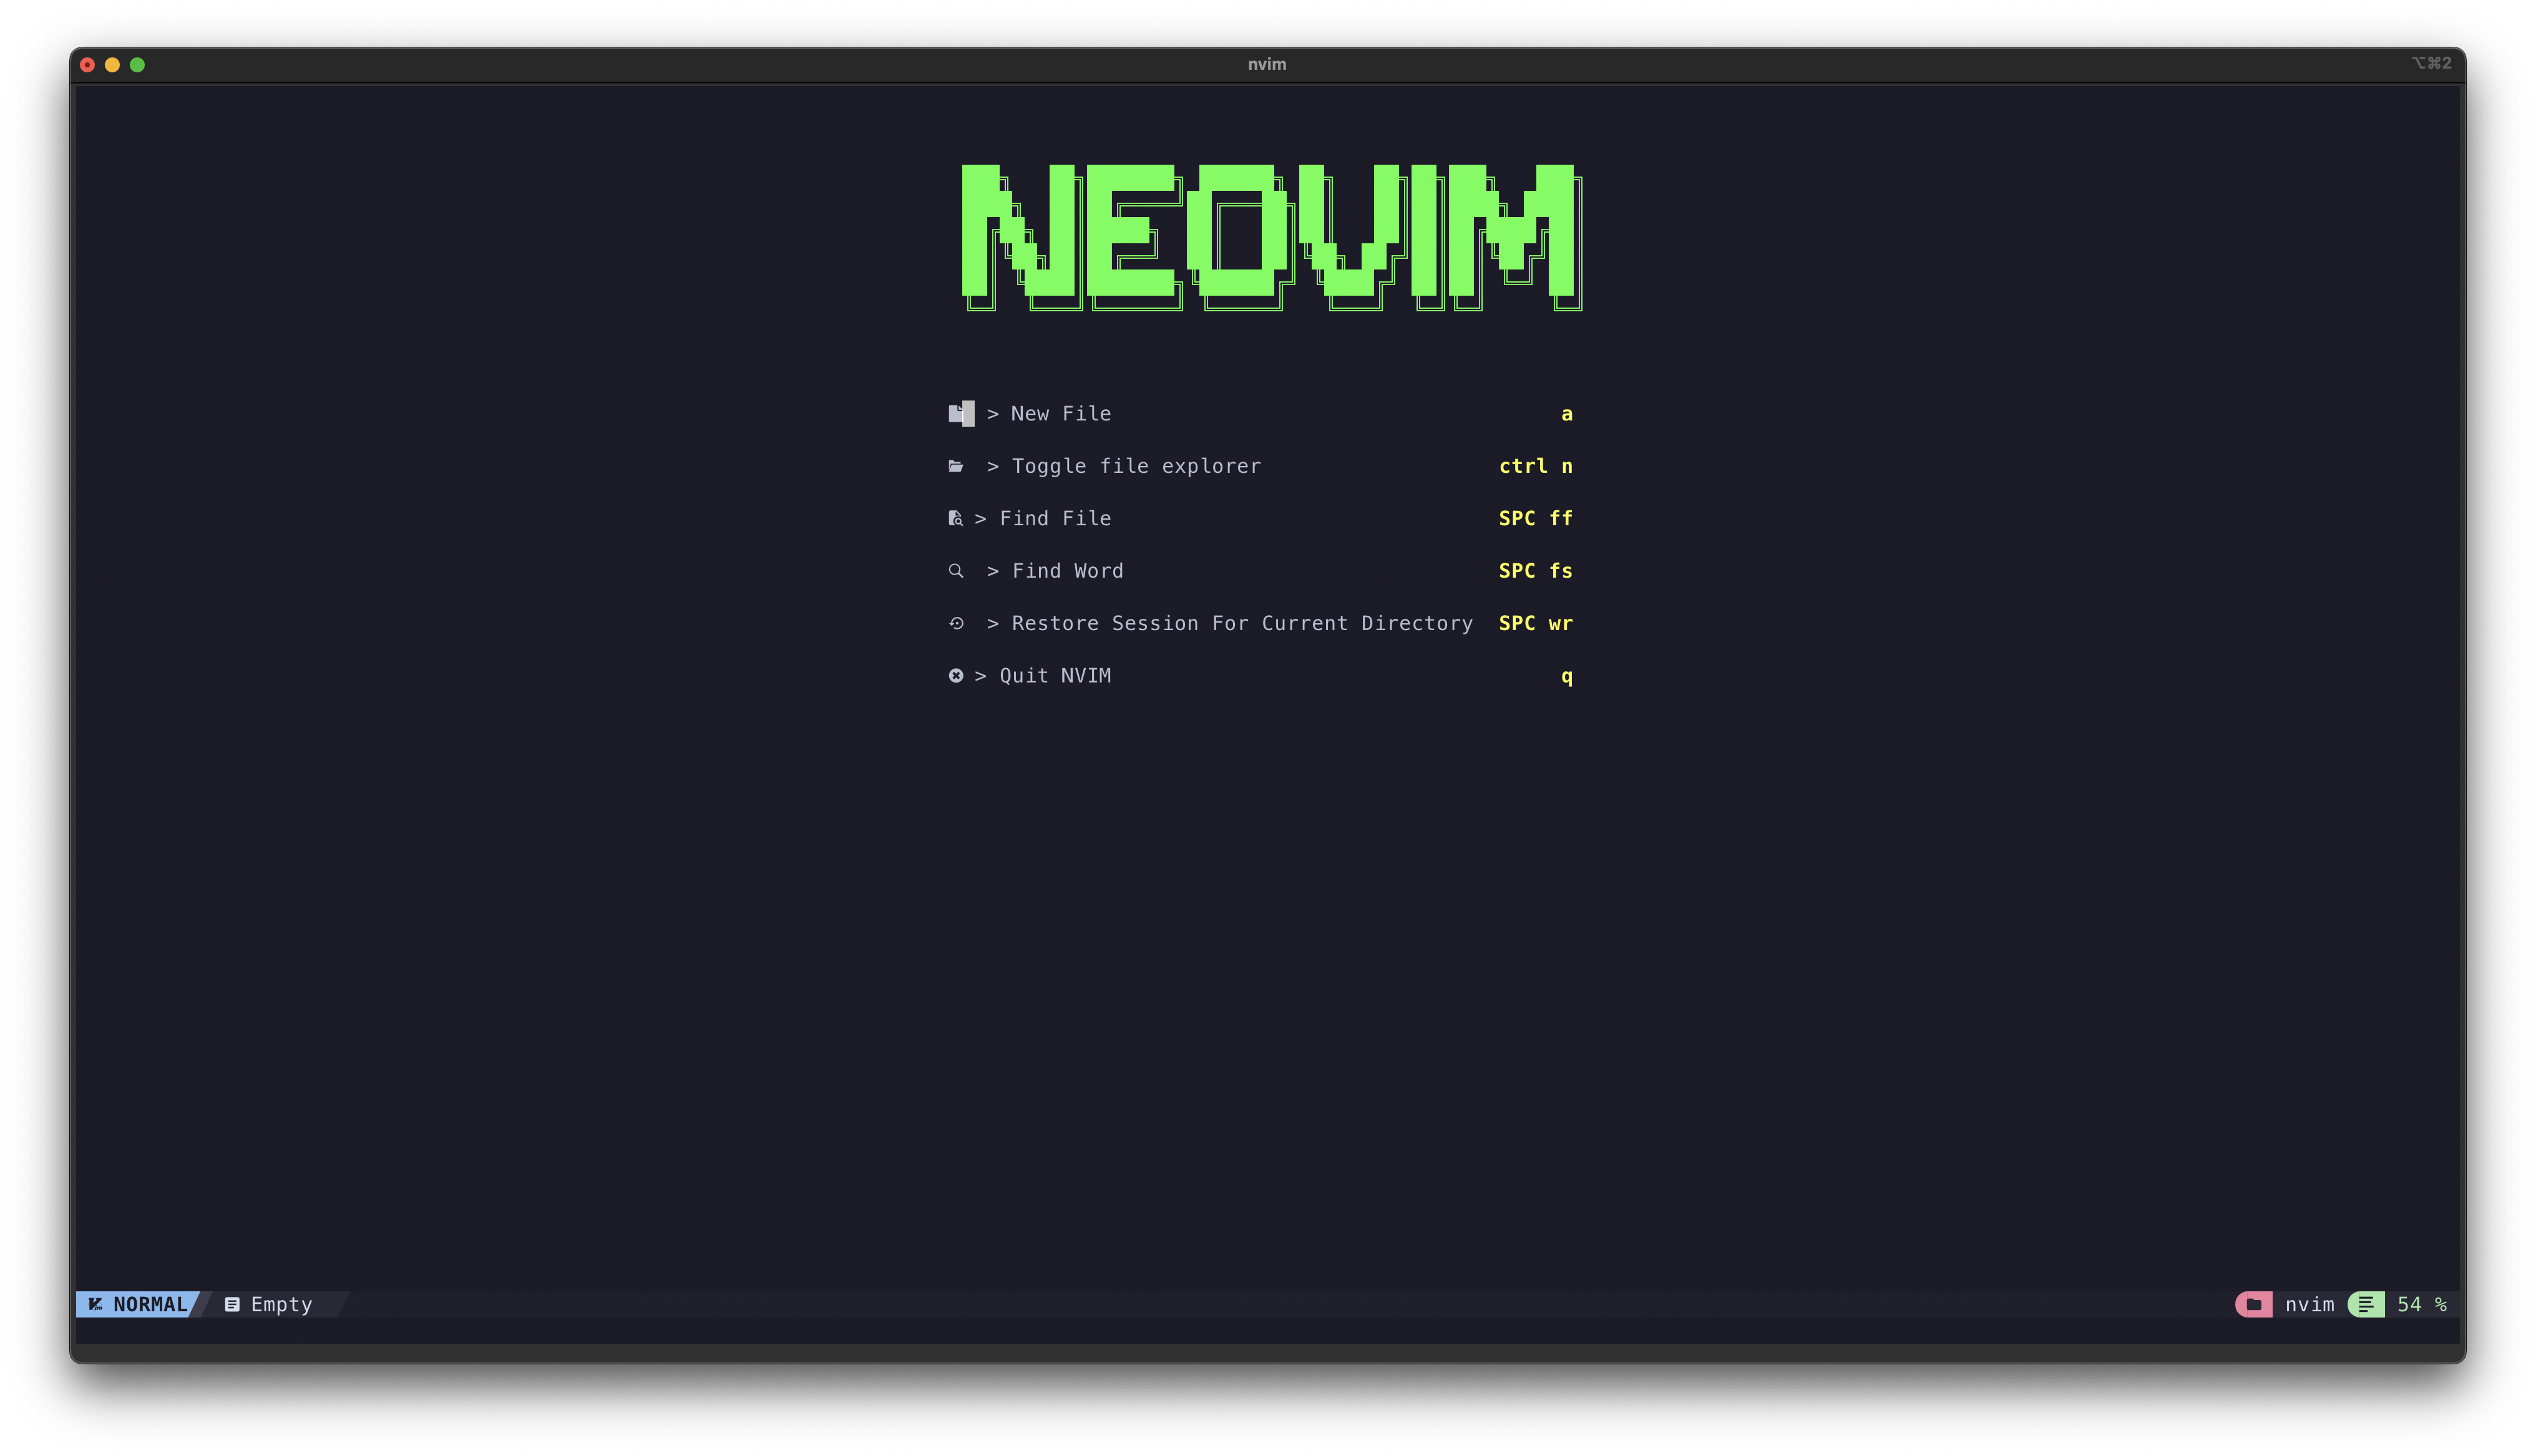 nvim
⌥⌘2
NEOVIM
> New File a
> Toggle file explorer ctrl n
> Find File SPC ff
> Find Word SPC fs
> Restore Session For Current Directory SPC wr
> Quit NVIM q
NORMAL Empty nvim 54 %